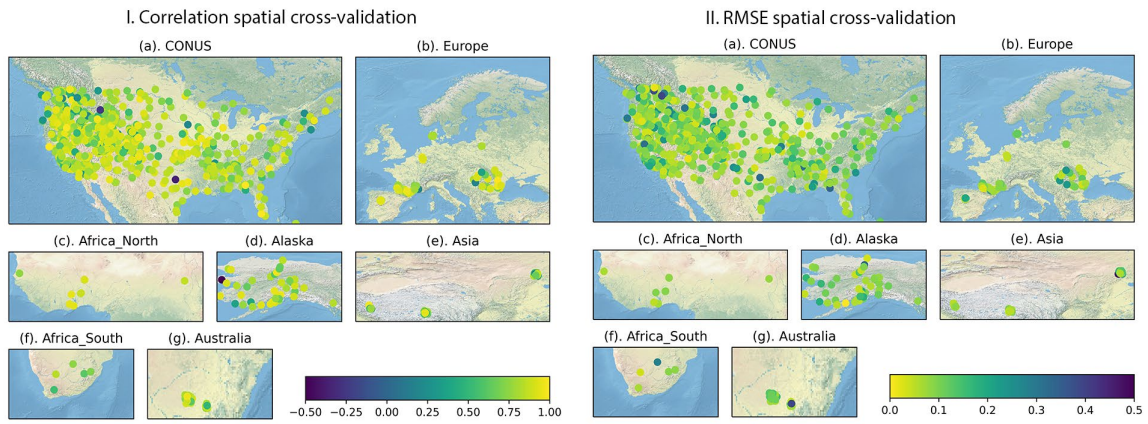 I. Correlation spatial cross-validation
(a). CONUS
(b). Europe
(c). Africa_North
(d). Alaska
(e). Asia
(f). Africa_South
(g). Australia
−0.50 −0.25 0.00 0.25 0.50 0.75 1.00
II. RMSE spatial cross-validation
(a). CONUS
(b). Europe
(c). Africa_North
(d). Alaska
(e). Asia
(f). Africa_South
(g). Australia
0.0 0.1 0.2 0.3 0.4 0.5